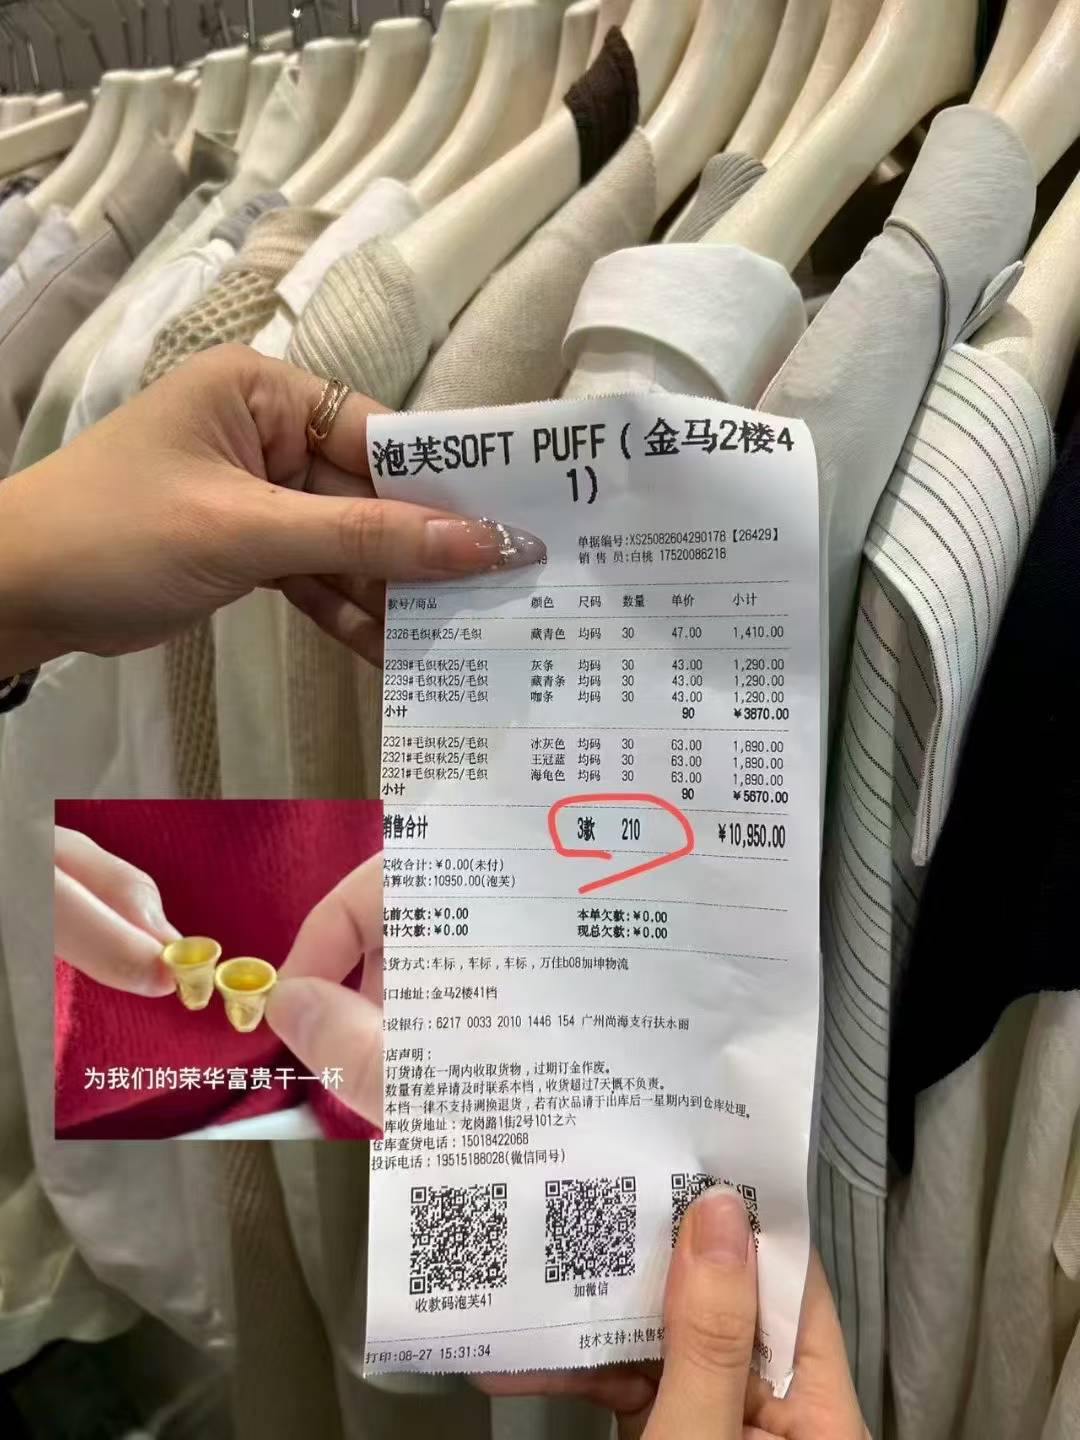 泡芙SOFT PUFF(金马2楼4
1)
单据编号:XS25082604290178【26429】
49 销 售 员:白桃 17520086218
款号/商品 颜色 尺码 数量 单价 小计
2326毛织秋25/毛织 藏青色 均码 30 47.00 1,410.00
2239#毛织秋25/毛织 灰条 均码 30 43.00 1,290.00
2239#毛织秋25/毛织 藏青条 均码 30 43.00 1,290.00
2239#毛织秋25/毛织 咖条 均码 30 43.00 1,290.00
小计 90 ¥3870.00
2321#毛织秋25/毛织 冰灰色 均码 30 63.00 1,890.00
2321#毛织秋25/毛织 王冠蓝 均码 30 63.00 1,890.00
2321#毛织秋25/毛织 海龟色 均码 30 63.00 1,890.00
小计 90 ¥5670.00
销售合计 3款 210 ¥10,950.00
实收合计:¥0.00(未付)
结算收款:10950.00(泡芙)
此前欠款:¥0.00 本单欠款:¥0.00
累计欠款:¥0.00 现总欠款:¥0.00
货方式:车标,车标,车标,万佳b08加坤物流
口地址:金马2楼41档
建设银行:6217 0033 2010 1446 154 广州尚海支行扶水丽
店声明:
订货请在一周内收取货物,过期订金作废。
数量有差异请及时联系本档,收货超过7天概不负责。
本档一律不支持调换退货,若有次品请于出库后一星期内到仓库处理。
库收货地址:龙岗路1街2号101之六
仓库查货电话:15018422068
投诉电话:19515188028(微信同号)
收款码泡芙41 加微信
技术支持:快售
打印:08-27 15:31:34
为我们的荣华富贵干一杯